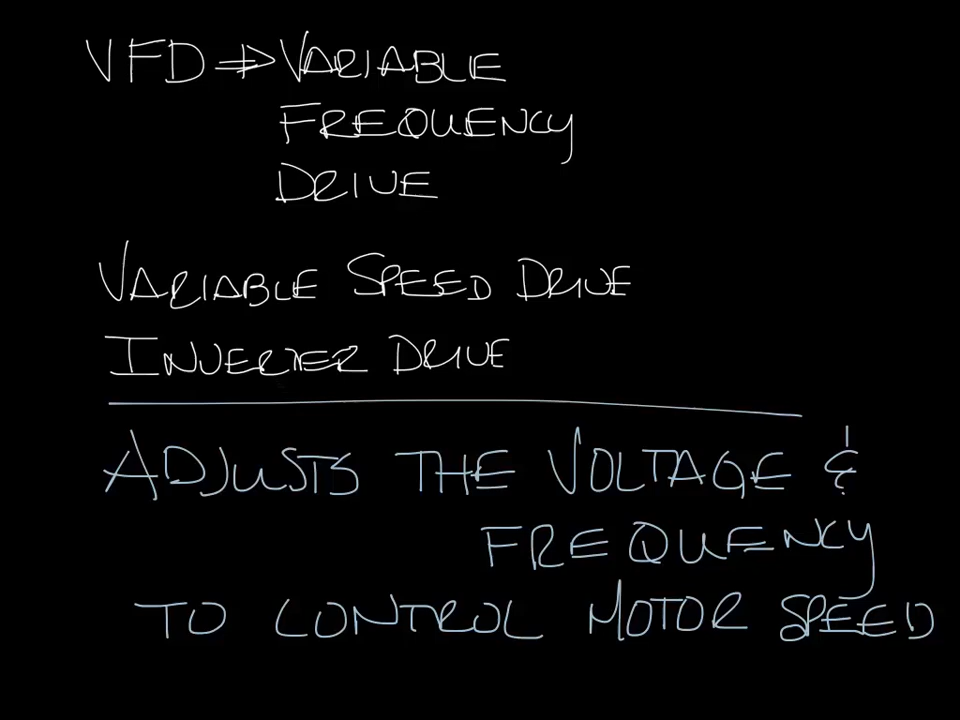 VFD ⇒ VARIABLE
FREQUENCY
DRIVE
VARIABLE SPEED DRIVE
INVERTER DRIVE
ADJUSTS THE VOLTAGE &
FREQUENCY
TO CONTROL MOTOR SPEED